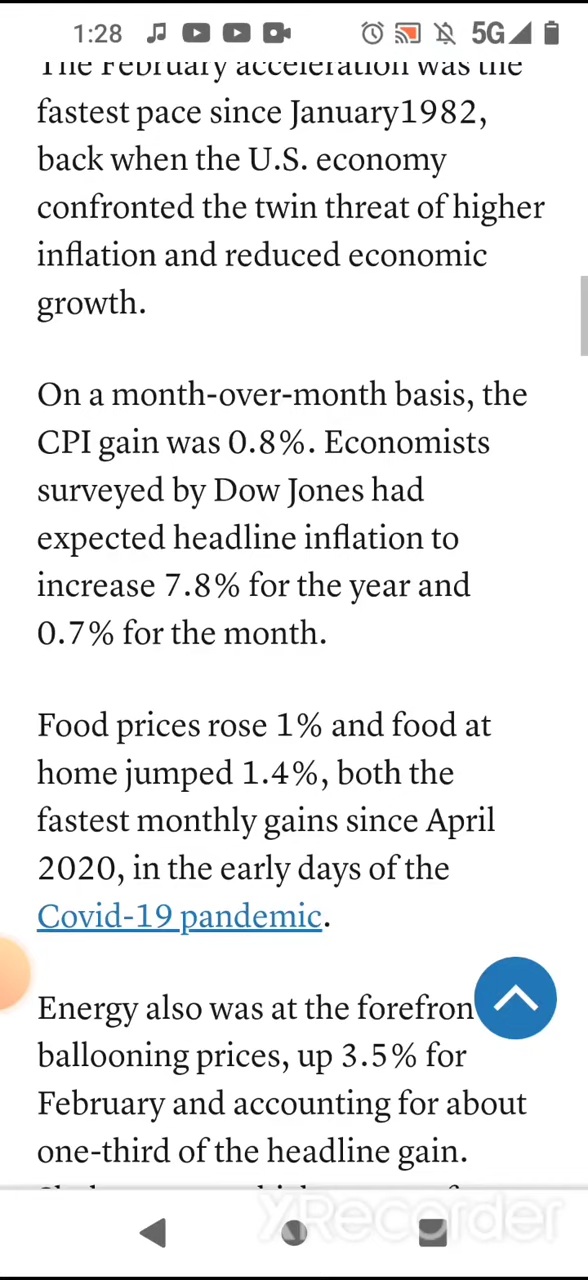 1:28 5G
The February acceleration was the
fastest pace since January1982,
back when the U.S. economy
confronted the twin threat of higher
inflation and reduced economic
growth.
On a month-over-month basis, the
CPI gain was 0.8%. Economists
surveyed by Dow Jones had
expected headline inflation to
increase 7.8% for the year and
0.7% for the month.
Food prices rose 1% and food at
home jumped 1.4%, both the
fastest monthly gains since April
2020, in the early days of the
Covid-19 pandemic.
Energy also was at the forefron
ballooning prices, up 3.5% for
February and accounting for about
one-third of the headline gain.
XRecorder